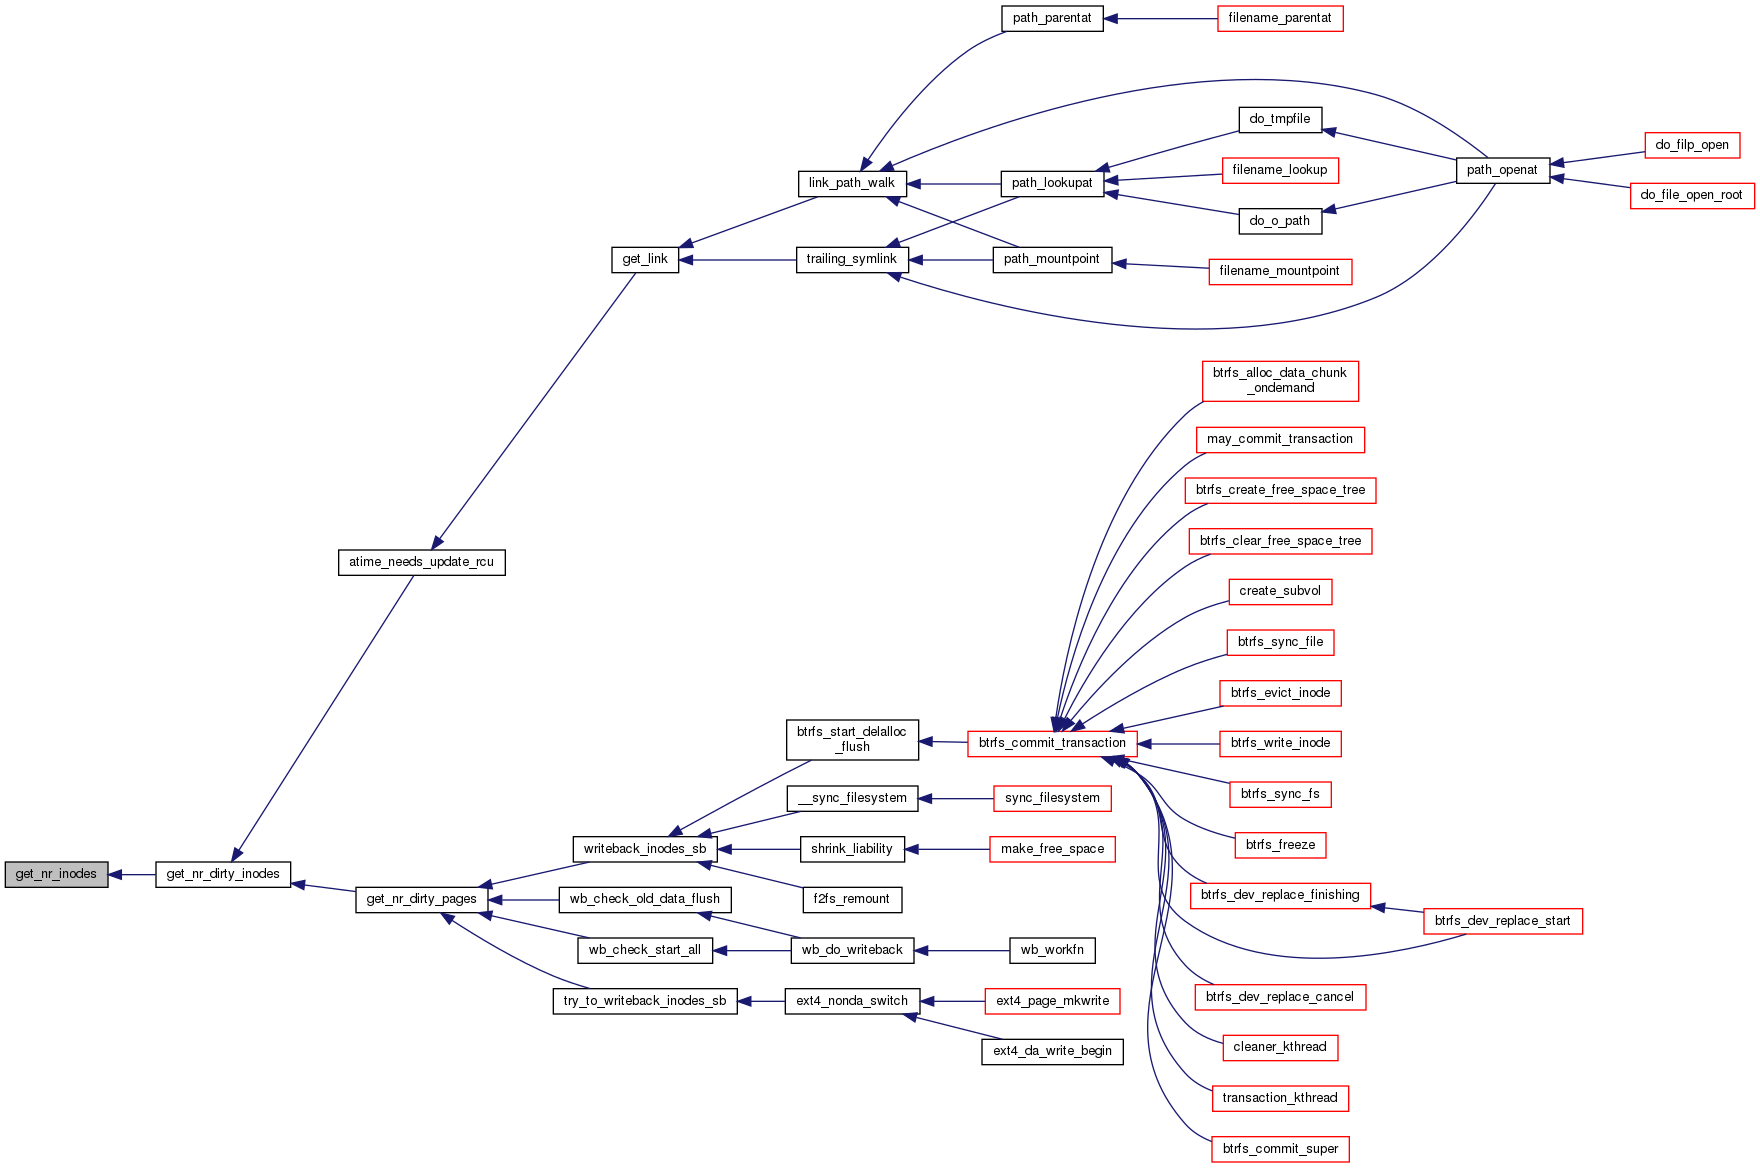 path_parentat
filename_parentat
do_tmpfile
do_filp_open
link_path_walk
path_lookupat
filename_lookup
path_openat
do_file_open_root
do_o_path
get_link
trailing_symlink
path_mountpoint
filename_mountpoint
btrfs_alloc_data_chunk
_ondemand
may_commit_transaction
btrfs_create_free_space_tree
btrfs_clear_free_space_tree
atime_needs_update_rcu
create_subvol
btrfs_sync_file
btrfs_evict_inode
btrfs_start_delalloc
_flush
btrfs_commit_transaction
btrfs_write_inode
__sync_filesystem
sync_filesystem
btrfs_sync_fs
writeback_inodes_sb
shrink_liability
make_free_space
btrfs_freeze
get_nr_inodes
get_nr_dirty_inodes
get_nr_dirty_pages
wb_check_old_data_flush
f2fs_remount
btrfs_dev_replace_finishing
btrfs_dev_replace_start
wb_check_start_all
wb_do_writeback
wb_workfn
try_to_writeback_inodes_sb
ext4_nonda_switch
ext4_page_mkwrite
btrfs_dev_replace_cancel
ext4_da_write_begin
cleaner_kthread
transaction_kthread
btrfs_commit_super